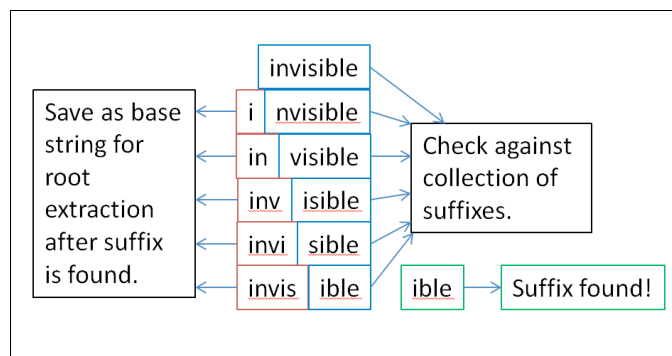 invisible
Save as base
string for
root
extraction
after suffix
is found.
i nvisible
in visible
inv isible
invi sible
invis ible
Check against
collection of
suffixes.
ible Suffix found!